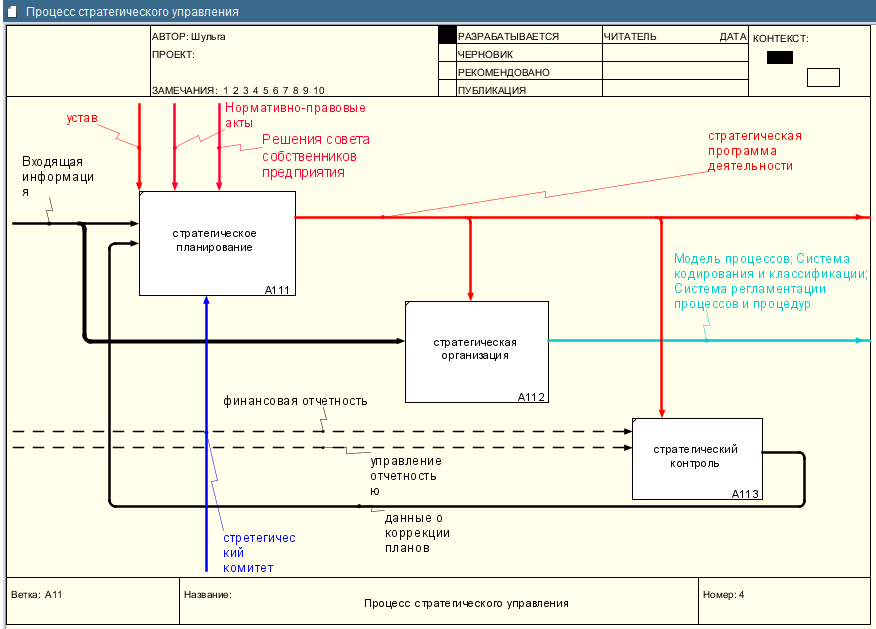 Процесс стратегического управления
АВТОР: Шульга
ПРОЕКТ:
ЗАМЕЧАНИЯ: 1 2 3 4 5 6 7 8 9 10
РАЗРАБАТЫВАЕТСЯ
ЧЕРНОВИК
РЕКОМЕНДОВАНО
ПУБЛИКАЦИЯ
ЧИТАТЕЛЬ
ДАТА
КОНТЕКСТ:
устав
Нормативно-правовые
акты
Решения совета
собственников
предприятия
стратегическая
программа
деятельности
Входящая
информаци
я
стратегическое
планирование
A111
Модель процессов; Система
кодирования и классификации;
Система регламентации
процессов и процедур
стратегическая
организация
A112
финансовая отчетность
стратегический
контроль
A113
управление
отчетность
ю
данные о
коррекции
планов
стретегичес
кий
комитет
Ветка: A11
Название:
Процесс стратегического управления
Номер: 4